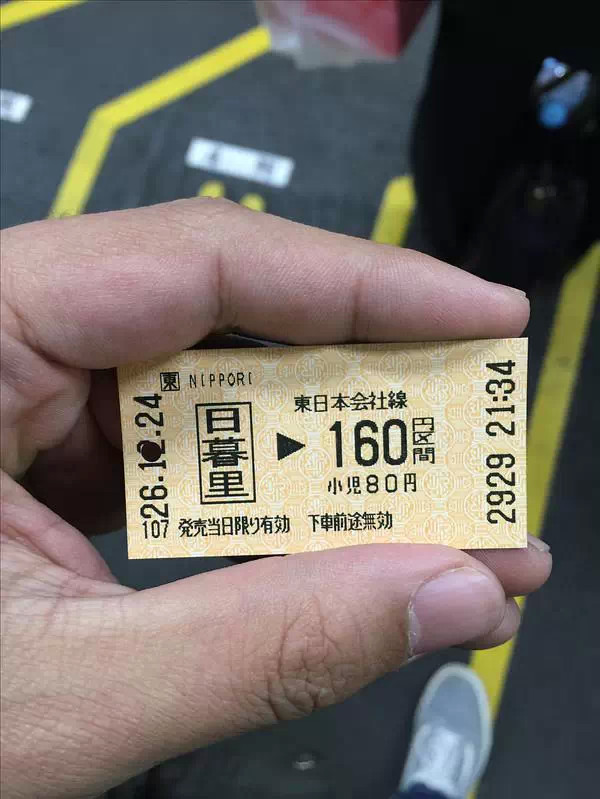 東 NIPPORI
26.12.24
日暮里
東日本会社線
160円区間
小児80円
2929 21:34
107 発売当日限り有効 下車前途無効